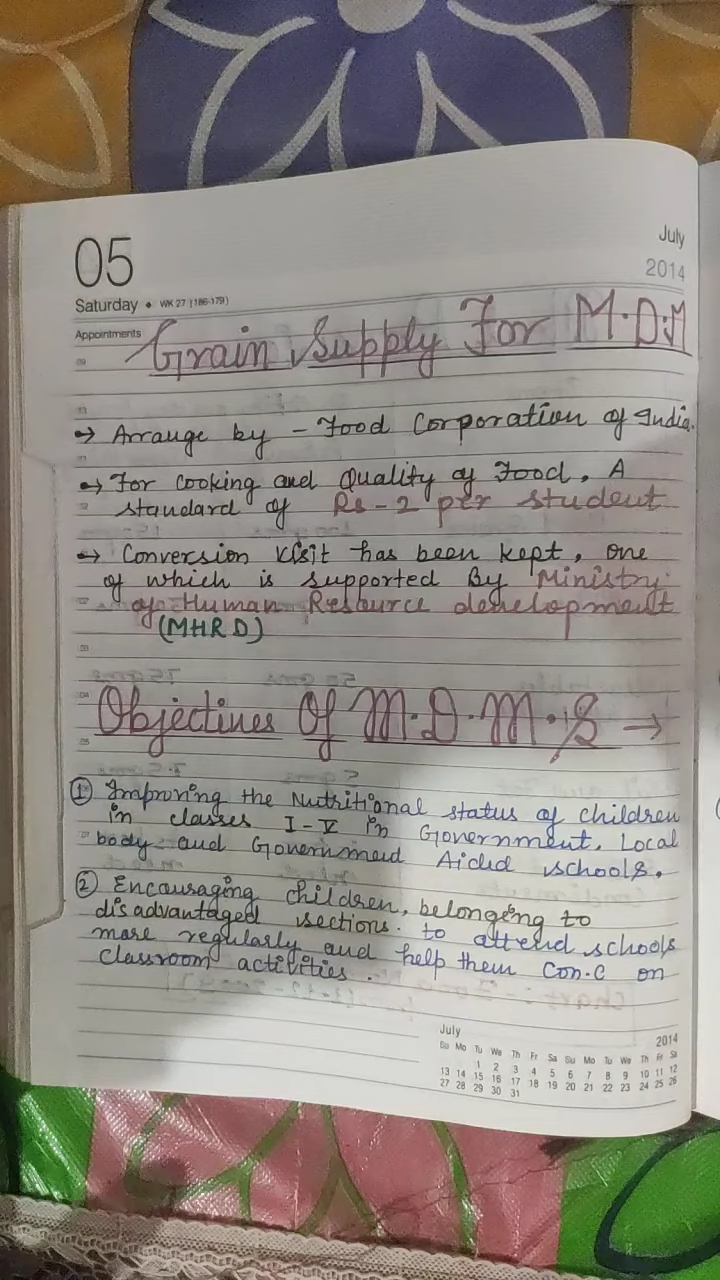 05
July
2014
Saturday • WK 27 (186-179)
Appointments
Grain Supply For M.D.M
→ Arrange by - Food Corporation of India.
→ For cooking and Quality of Food, A
standard of Rs-2 per student
→ Conversion has been kept, one
of which is supported By Ministry
of Human Resource development
(MHRD)
Objectives Of M.D.M.S →
① Improving the Nutritional status of children
in classes I-V in Government, Local
body and Government Aided schools.
② Encouraging children, belonging to
disadvantaged sections. to attend schools
more regularly and help them Con.C on
classroom activities.
July 2014
Su Mo Tu We Th Fr Sa Su Mo Tu We Th Fr Sa
1 2 3 4 5 6 7 8 9 10 11 12
13 14 15 16 17 18 19 20 21 22 23 24 25 26
27 28 29 30 31